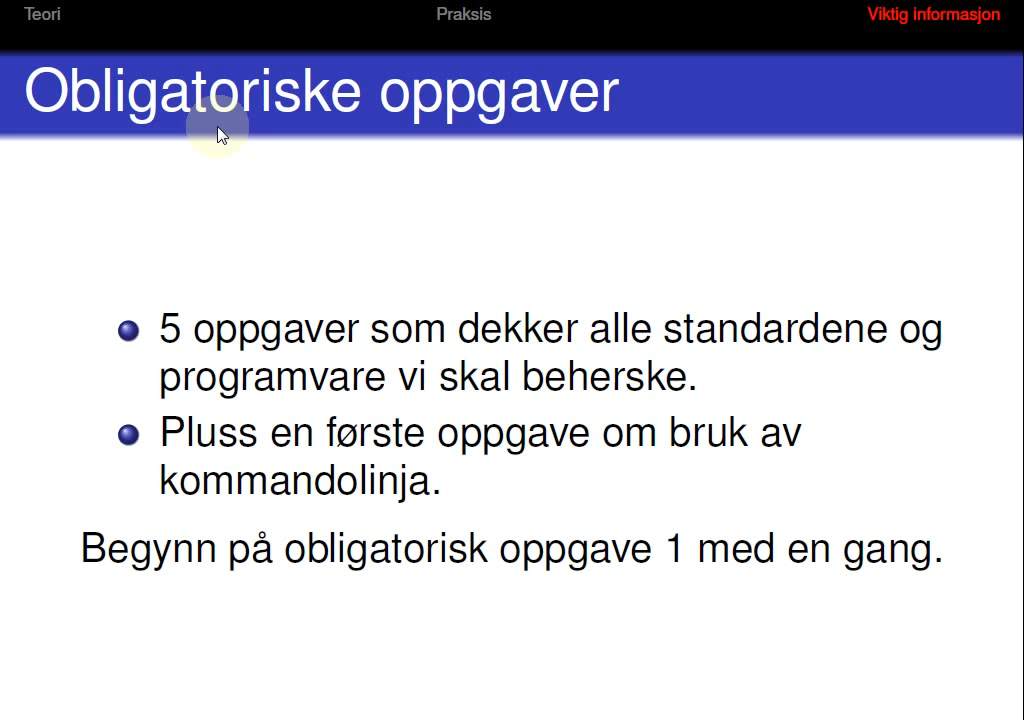 Teori Praksis Viktig informasjon
Obligatoriske oppgaver
5 oppgaver som dekker alle standardene og
programvare vi skal beherske.
Pluss en første oppgave om bruk av
kommandolinja.
Begynn på obligatorisk oppgave 1 med en gang.